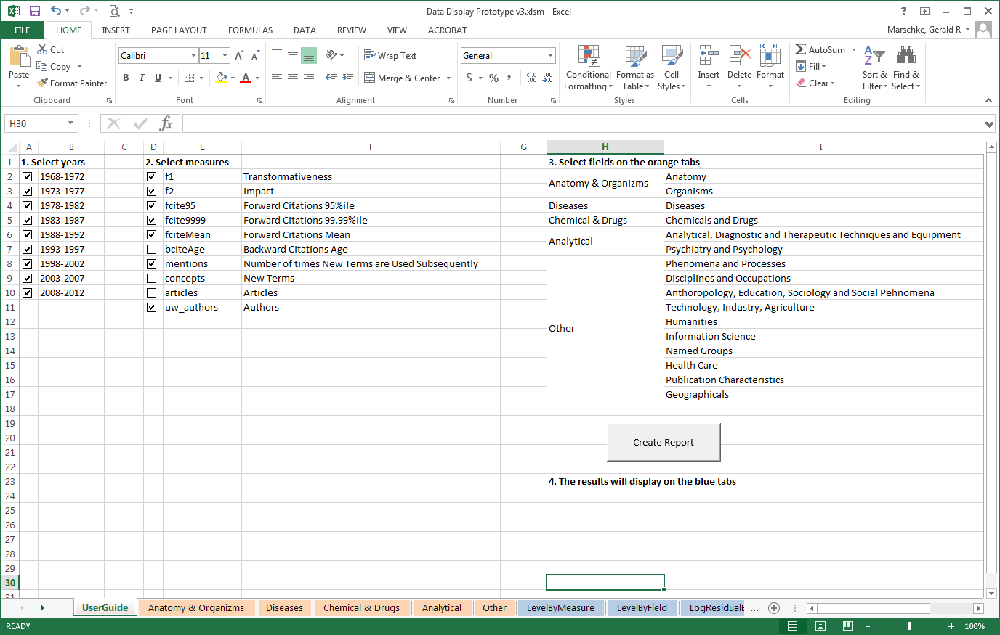 Data Display Prototype v3.xlsm - Excel
?
FILE HOME INSERT PAGE LAYOUT FORMULAS DATA REVIEW VIEW ACROBAT Marschke, Gerald R
Paste
Cut
Copy
Format Painter
Clipboard
Calibri 11
B I U
Font
Wrap Text
Merge & Center
Alignment
General
$ % ,
Number
Conditional Formatting
Format as Table
Cell Styles
Styles
Insert
Delete
Format
Cells
AutoSum
Fill
Clear
Sort & Filter
Find & Select
Editing
H30
fx
A B C D E F G H I
1 1. Select years 2. Select measures 3. Select fields on the orange tabs
2 1968-1972 f1 Transformativeness Anatomy & Organizms Anatomy
3 1973-1977 f2 Impact Organisms
4 1978-1982 fcite95 Forward Citations 95%ile Diseases Diseases
5 1983-1987 fcite9999 Forward Citations 99.99%ile Chemical & Drugs Chemicals and Drugs
6 1988-1992 fciteMean Forward Citations Mean Analytical Analytical, Diagnostic and Therapeutic Techniques and Equipment
7 1993-1997 bciteAge Backward Citations Age Psychiatry and Psychology
8 1998-2002 mentions Number of times New Terms are Used Subsequently Phenomena and Processes
9 2003-2007 concepts New Terms Disciplines and Occupations
10 2008-2012 articles Articles Anthoropology, Education, Sociology and Social Pehnomena
11 uw_authors Authors Technology, Industry, Agriculture
12 Other Humanities
13 Information Science
14 Named Groups
15 Health Care
16 Publication Characteristics
17 Geographicals
18
19
20 Create Report
21
22
23 4. The results will display on the blue tabs
24
25
26
27
28
29
30
31
UserGuide Anatomy & Organizms Diseases Chemical & Drugs Analytical Other LevelByMeasure LevelByField LogResidualE ...
READY 100%